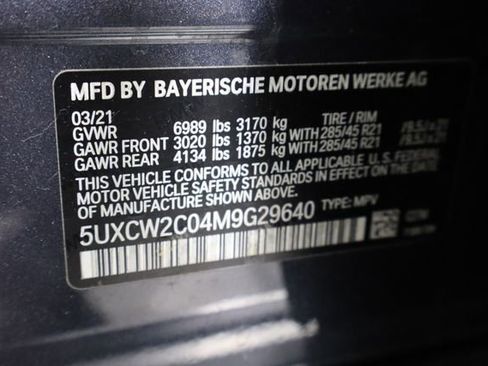 MFD BY BAYERISCHE MOTOREN WERKE AG
03/21 TIRE / RIM
GVWR 6989 lbs 3170 kg
GAWR FRONT 3020 lbs 1370 kg WITH 285/45 R21
GAWR REAR 4134 lbs 1875 kg WITH 285/45 R21
THIS VEHICLE CONFORMS TO ALL APPLICABLE U.S. FEDERAL
MOTOR VEHICLE SAFETY STANDARDS IN EFFECT ON THE DATE
OF MANUFACTURE SHOWN ABOVE.
5UXCW2C04M9G29640 TYPE: MPV